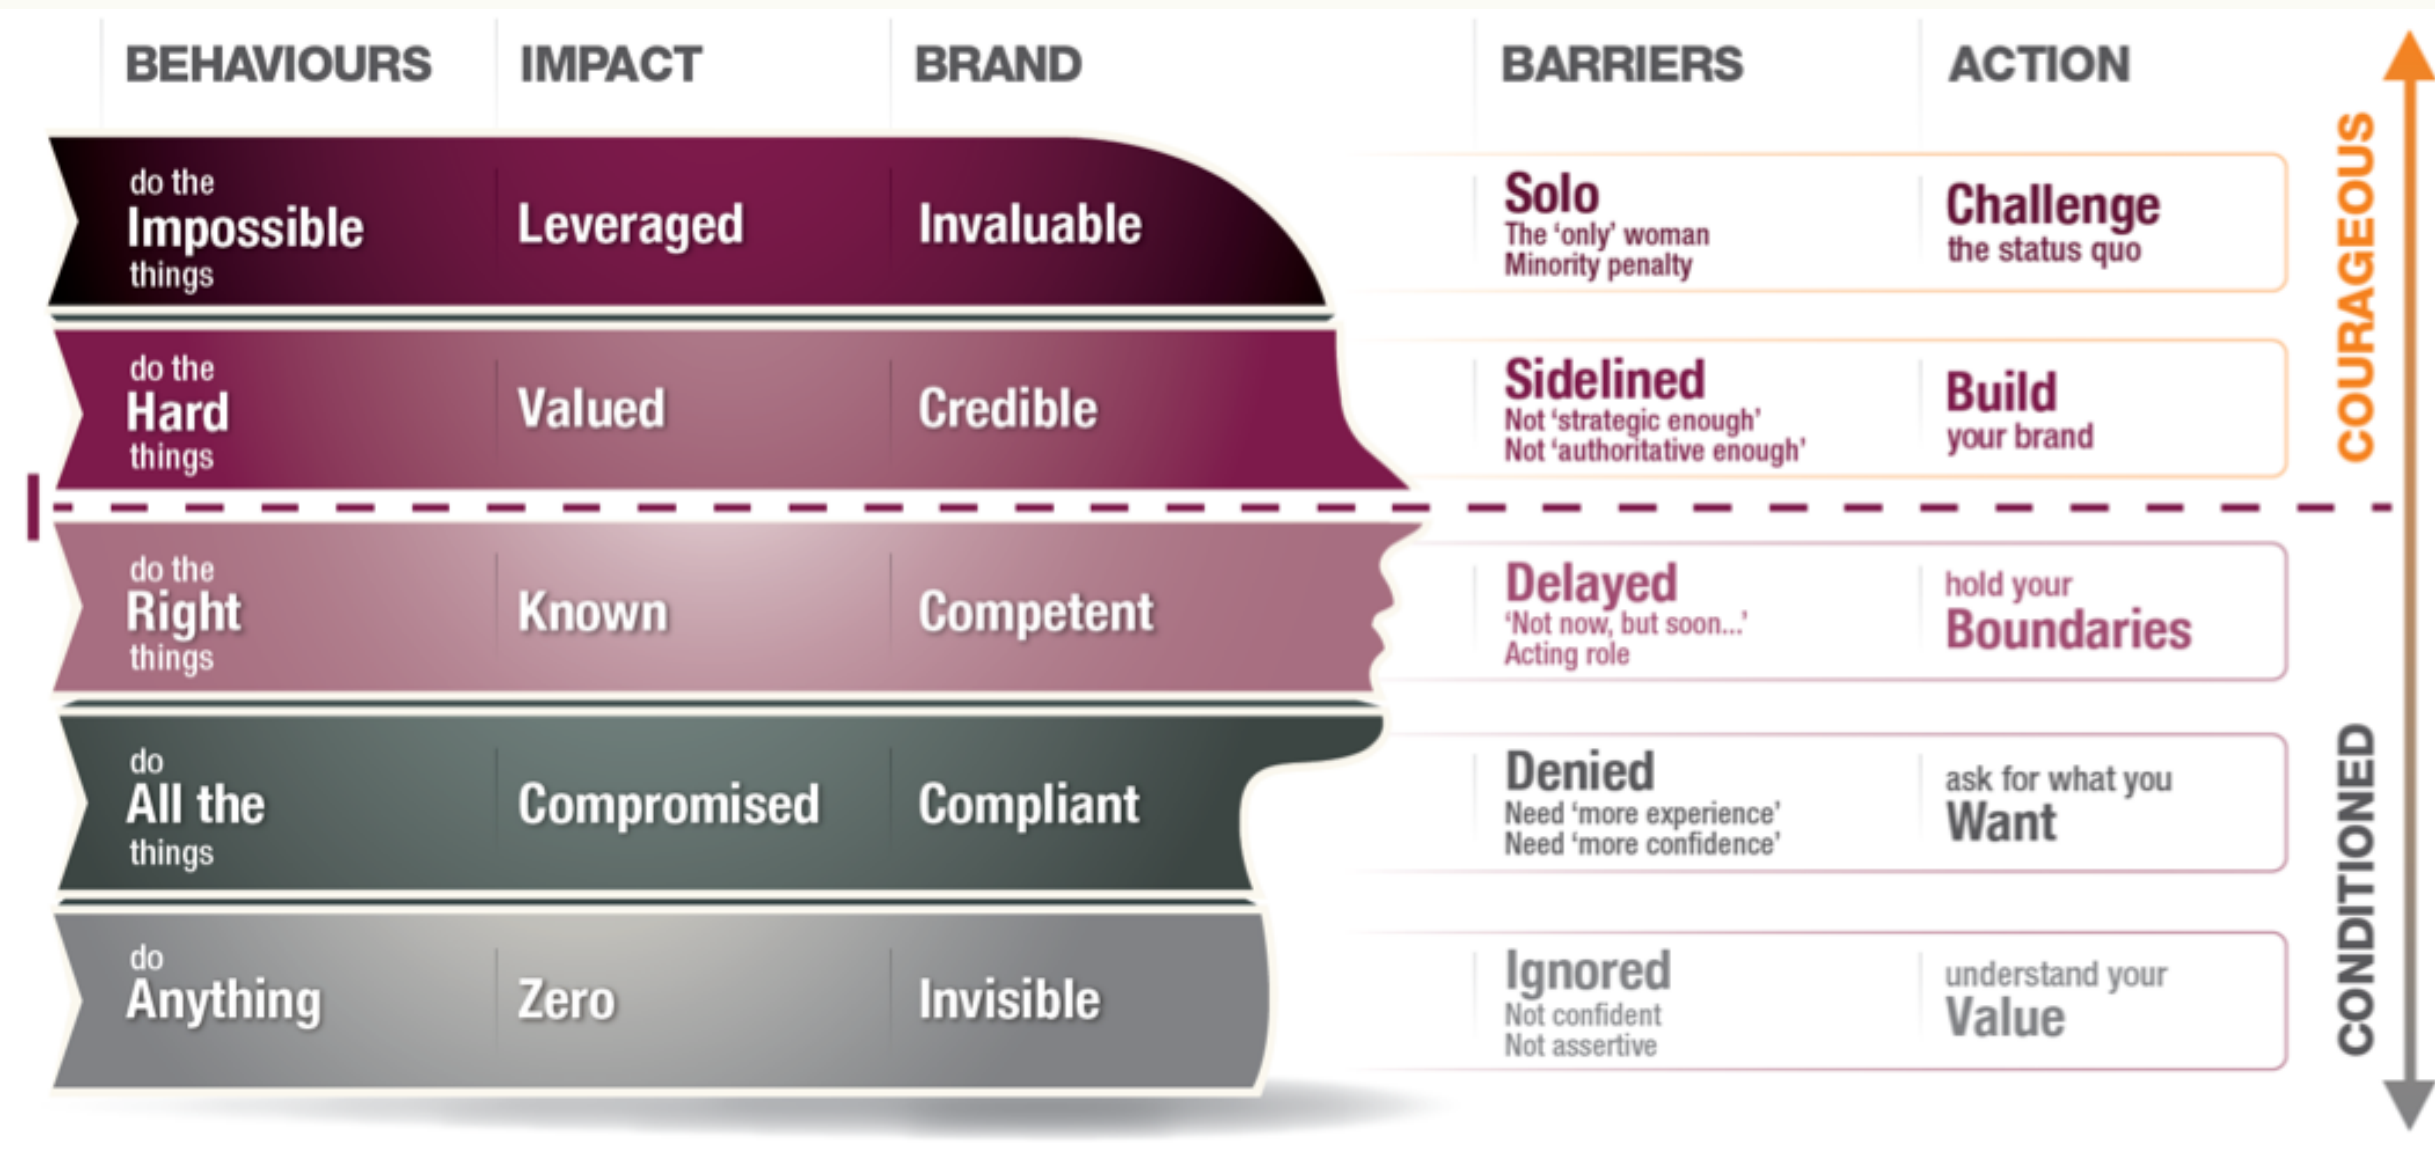 BEHAVIOURS IMPACT BRAND BARRIERS ACTION
do the
Impossible
things
Leveraged
Invaluable
Solo
The ‘only’ woman
Minority penalty
Challenge
the status quo
do the
Hard
things
Valued
Credible
Sidelined
Not ‘strategic enough’
Not ‘authoritative enough’
Build
your brand
COURAGEOUS
do the
Right
things
Known
Competent
Delayed
‘Not now, but soon...’
Acting role
hold your
Boundaries
do
All the
things
Compromised
Compliant
Denied
Need ‘more experience’
Need ‘more confidence’
ask for what you
Want
do
Anything
Zero
Invisible
Ignored
Not confident
Not assertive
understand your
Value
CONDITIONED